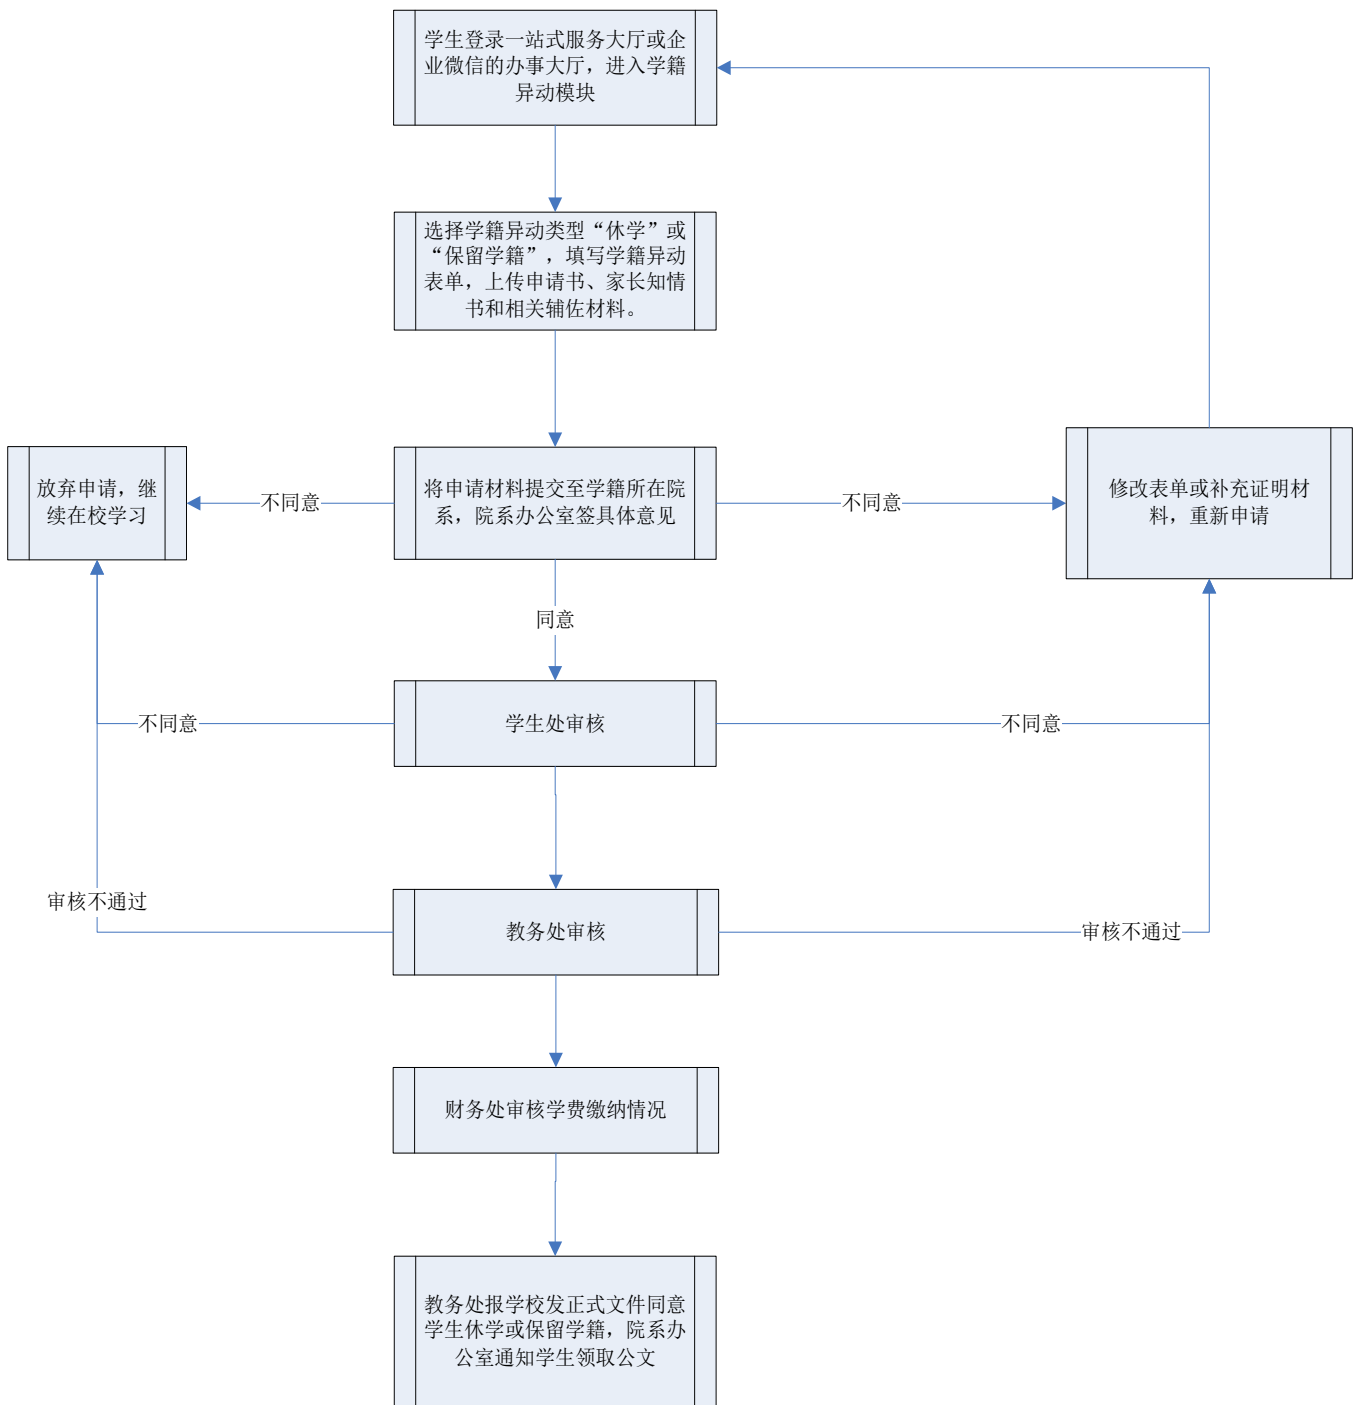 学生登录一站式服务大厅或企
业微信的办事大厅，进入学籍
异动模块
选择学籍异动类型“休学”或
“保留学籍”，填写学籍异动
表单，上传申请书、家长知情
书和相关辅佐材料。
放弃申请，继
续在校学习
不同意
将申请材料提交至学籍所在院
系，院系办公室签具体意见
不同意
修改表单或补充证明材
料，重新申请
同意
不同意
学生处审核
不同意
审核不通过
教务处审核
审核不通过
财务处审核学费缴纳情况
教务处报学校发正式文件同意
学生休学或保留学籍，院系办
公室通知学生领取公文